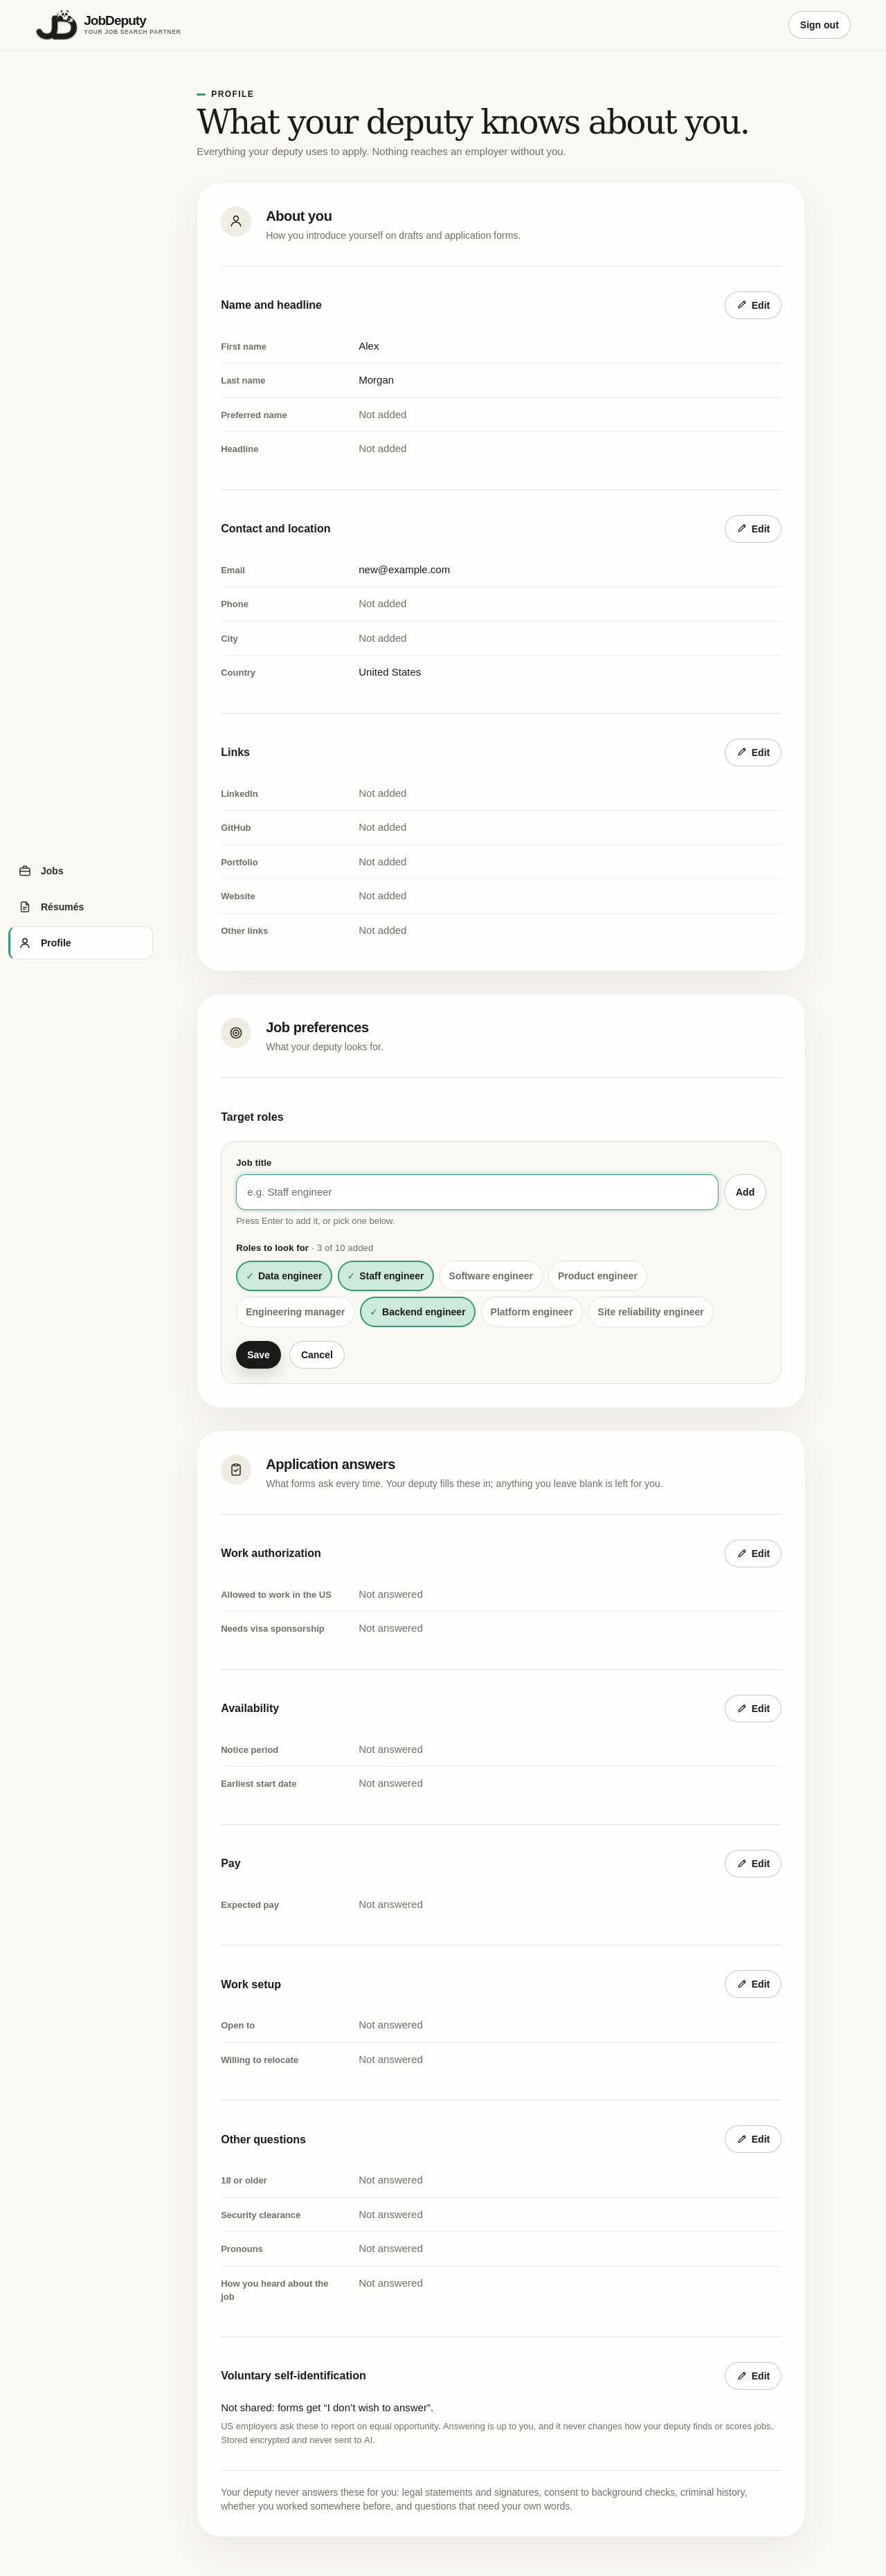 JobDeputy
YOUR JOB SEARCH PARTNER
Sign out
PROFILE
What your deputy knows about you.
Everything your deputy uses to apply. Nothing reaches an employer without you.
About you
How you introduce yourself on drafts and application forms.
Name and headline
Edit
First name
Alex
Last name
Morgan
Preferred name
Not added
Headline
Not added
Contact and location
Edit
Email
new@example.com
Phone
Not added
City
Not added
Country
United States
Links
Edit
LinkedIn
Not added
GitHub
Not added
Portfolio
Not added
Website
Not added
Other links
Not added
Jobs
Résumés
Profile
Job preferences
What your deputy looks for.
Target roles
Job title
e.g. Staff engineer
Add
Press Enter to add it, or pick one below.
Roles to look for · 3 of 10 added
✓ Data engineer
✓ Staff engineer
Software engineer
Product engineer
Engineering manager
✓ Backend engineer
Platform engineer
Site reliability engineer
Save
Cancel
Application answers
What forms ask every time. Your deputy fills these in; anything you leave blank is left for you.
Work authorization
Edit
Allowed to work in the US
Not answered
Needs visa sponsorship
Not answered
Availability
Edit
Notice period
Not answered
Earliest start date
Not answered
Pay
Edit
Expected pay
Not answered
Work setup
Edit
Open to
Not answered
Willing to relocate
Not answered
Other questions
Edit
18 or older
Not answered
Security clearance
Not answered
Pronouns
Not answered
How you heard about the
job
Not answered
Voluntary self-identification
Edit
Not shared: forms get “I don’t wish to answer”.
US employers ask these to report on equal opportunity. Answering is up to you, and it never changes how your deputy finds or scores jobs.
Stored encrypted and never sent to AI.
Your deputy never answers these for you: legal statements and signatures, consent to background checks, criminal history,
whether you worked somewhere before, and questions that need your own words.